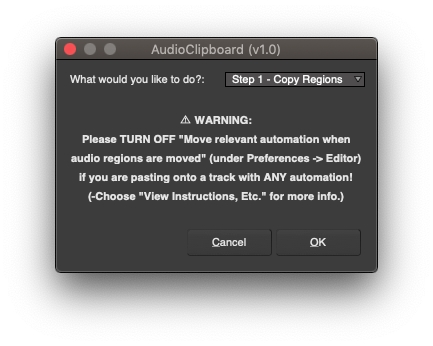 AudioClipboard (v1.0)
What would you like to do?: Step 1 - Copy Regions
⚠ WARNING:
Please TURN OFF "Move relevant automation when
audio regions are moved" (under Preferences -> Editor)
if you are pasting onto a track with ANY automation!
(-Choose "View Instructions, Etc." for more info.)
Cancel OK